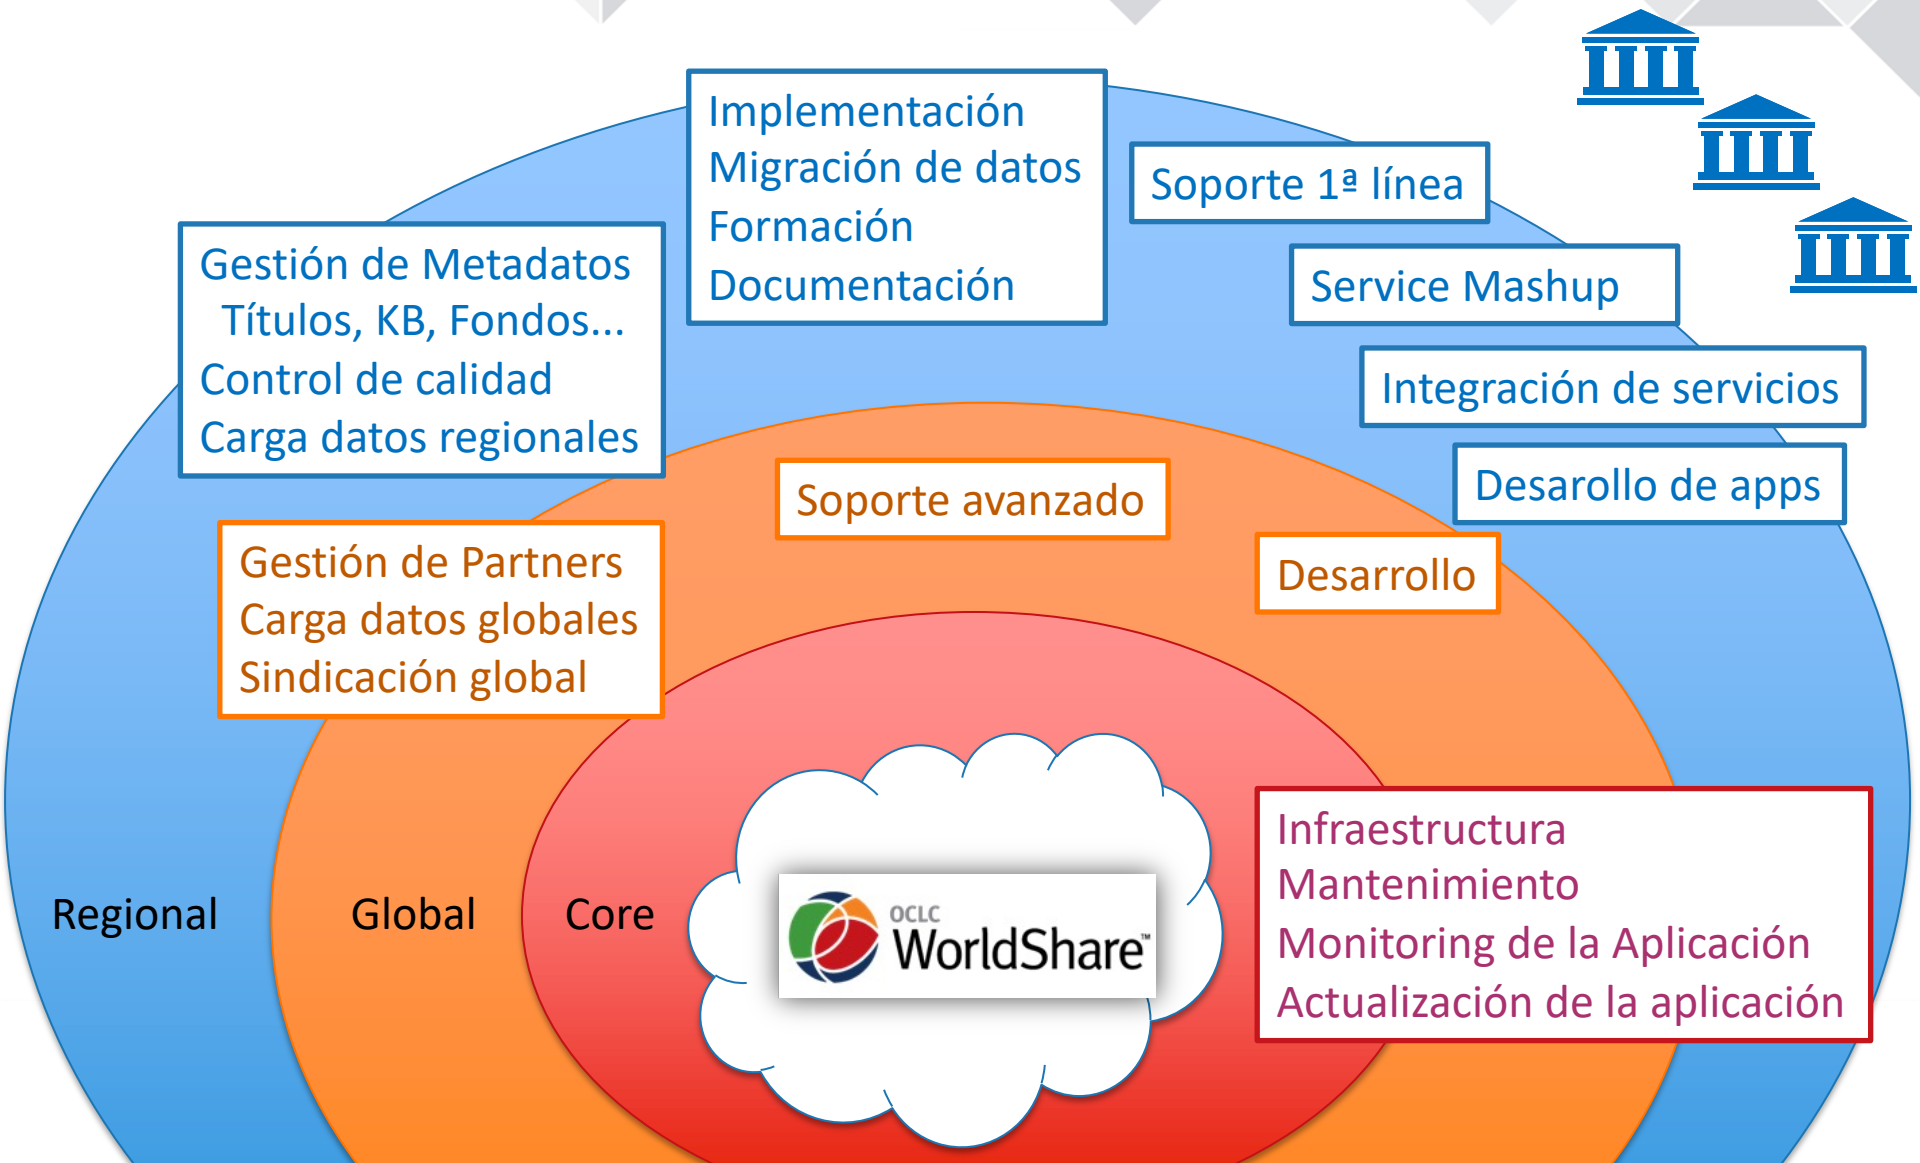 Implementación
Migración de datos
Formación
Documentación
Soporte 1ª línea
Gestión de Metadatos
Títulos, KB, Fondos...
Control de calidad
Carga datos regionales
Service Mashup
Integración de servicios
Desarollo de apps
Soporte avanzado
Gestión de Partners
Carga datos globales
Sindicación global
Desarrollo
Infraestructura
Mantenimiento
Monitoring de la Aplicación
Actualización de la aplicación
Regional
Global
Core
OCLC
WorldShare™